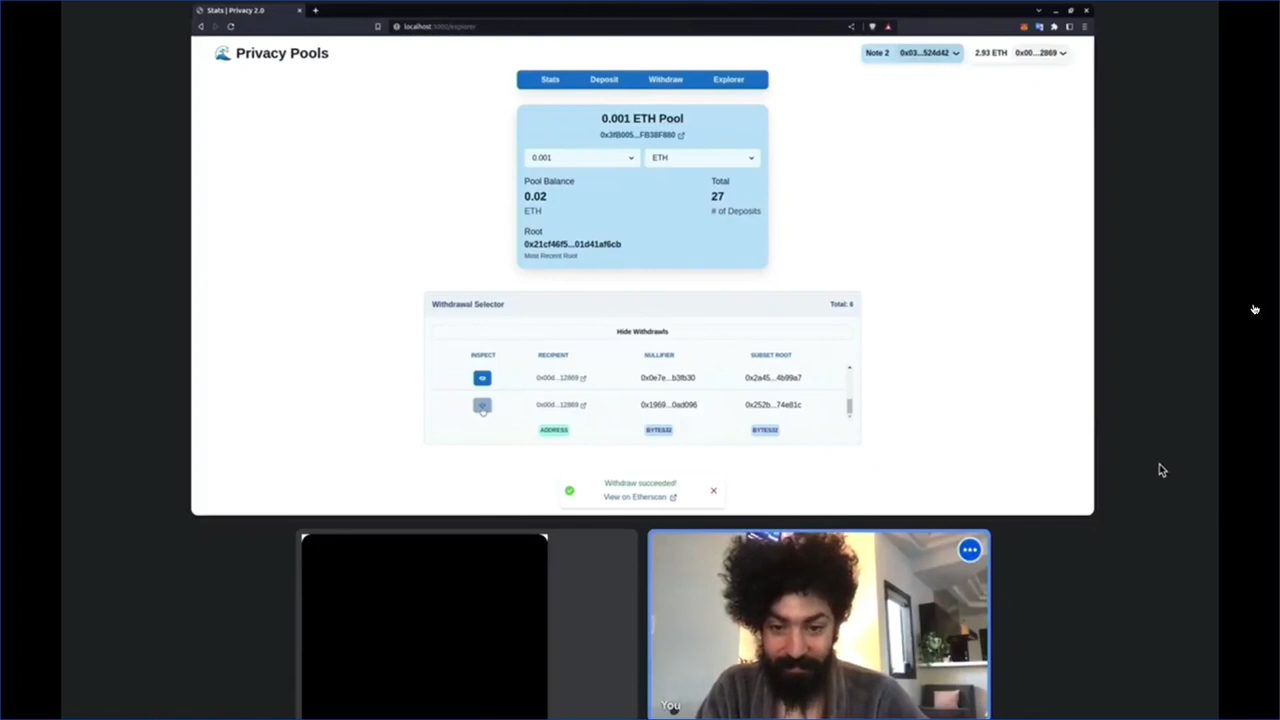 Stats | Privacy 2.0
localhost:3000/explorer
Privacy Pools
Note 2 0x03...524d42
2.93 ETH 0x00...2869
Stats Deposit Withdraw Explorer
0.001 ETH Pool
0x3fB005...FB38F880
0.001 ETH
Pool Balance Total
0.02 27
ETH # of Deposits
Root
0x21cf46f5...01d41af6cb
Most Recent Root
Withdrawal Selector Total: 6
Hide Withdrawls
INSPECT RECIPIENT NULLIFIER SUBSET ROOT
0x00d...12869 0x0e7e...b3fb30 0x2a45...4b99a7
0x00d...12869 0x1969...0ad096 0x252b...74e81c
ADDRESS BYTES32 BYTES32
Withdraw succeeded!
View on Etherscan
You